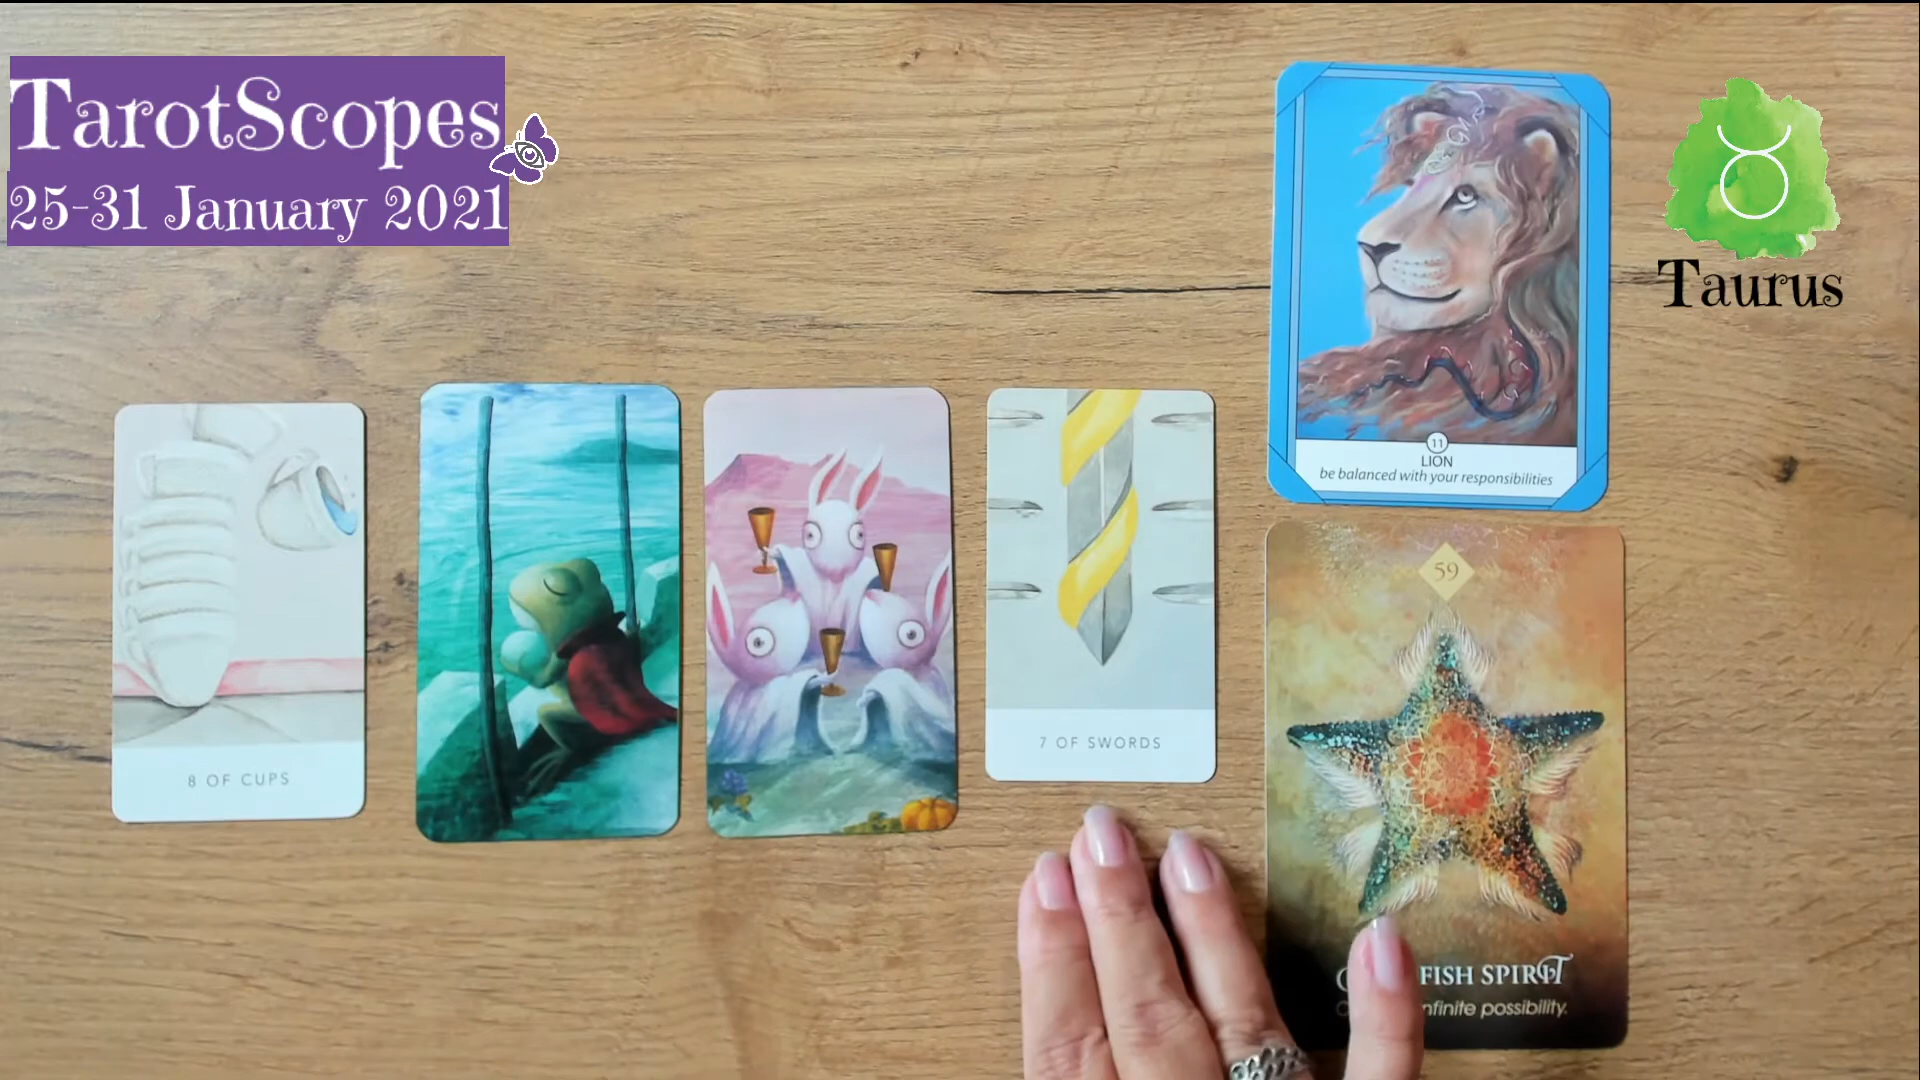 TarotScopes
25-31 January 2021
Taurus
11
LION
be balanced with your responsibilities
8 OF CUPS
7 OF SWORDS
59
FISH SPIRIT
nfinite possibility.